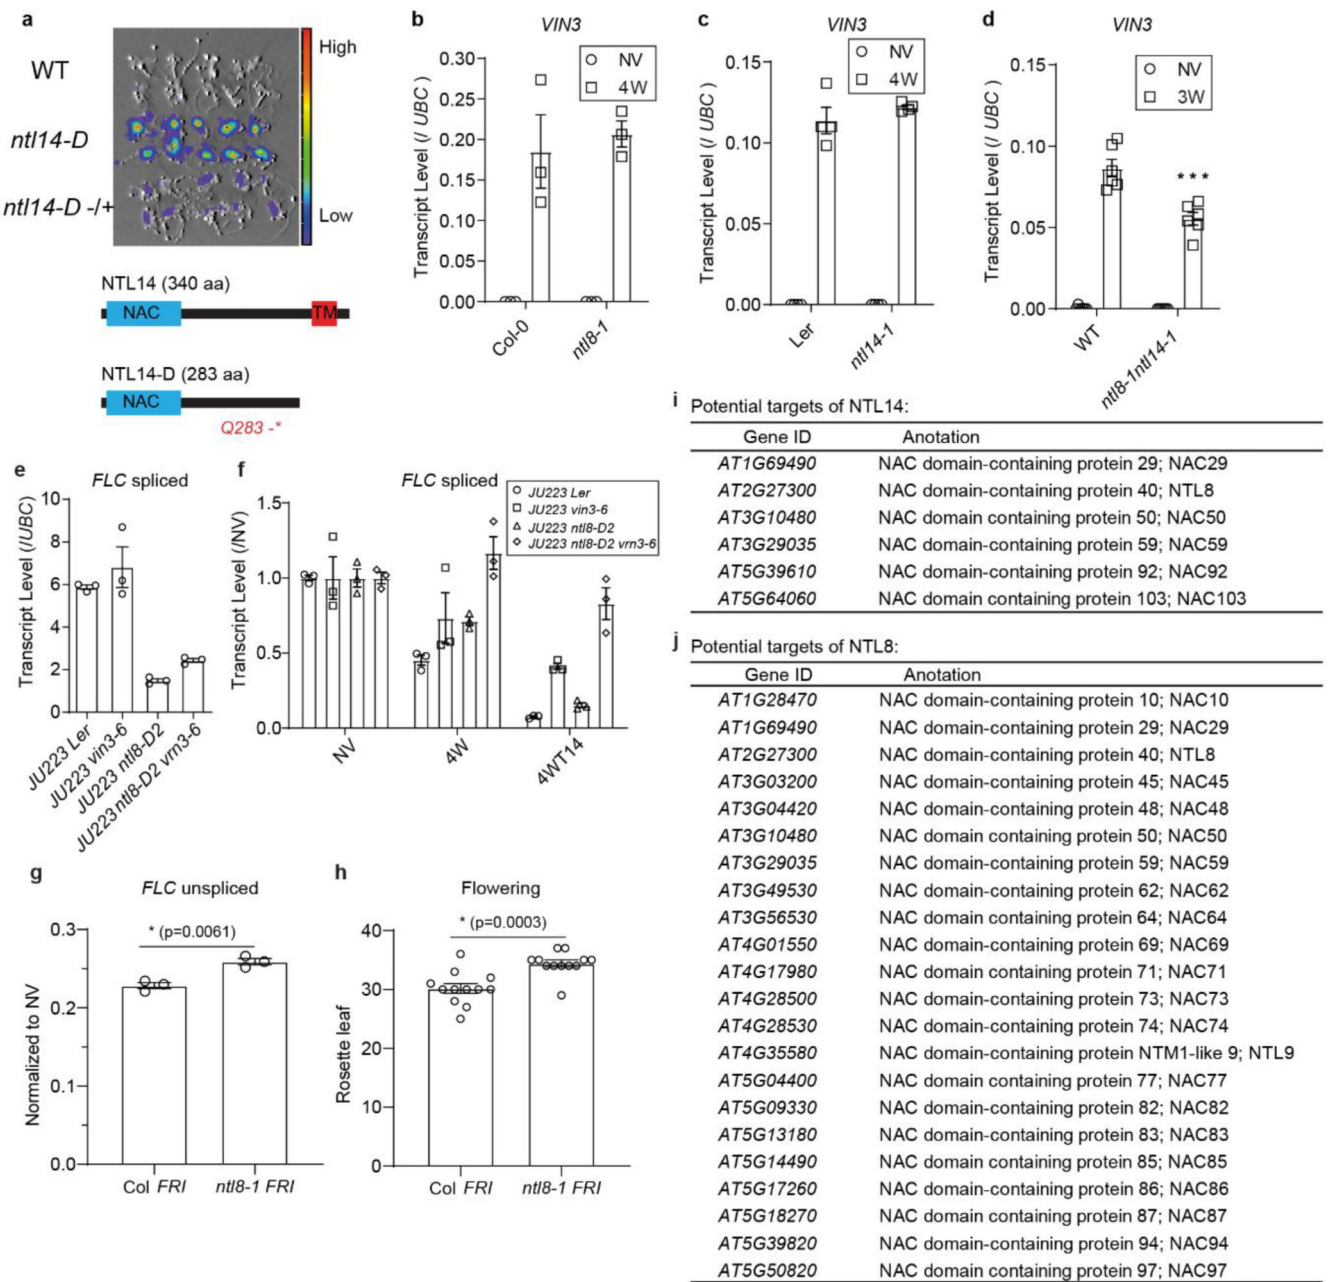 a
WT
ntl14-D
ntl14-D -/+
High
Low
NTL14 (340 aa)
NAC
TM
NTL14-D (283 aa)
NAC
Q283 -*
b
VIN3
NV
4W
Transcript Level (/ UBC )
0.30
0.25
0.20
0.15
0.10
0.05
0.00
Col-0
ntl8-1
c
VIN3
NV
4W
Transcript Level (/ UBC )
0.15
0.10
0.05
0.00
Ler
ntl14-1
d
VIN3
NV
3W
Transcript Level (/ UBC )
0.15
0.10
0.05
0.00
***
WT
ntl8-1ntl14-1
e
FLC spliced
Transcript Level (/UBC)
10
8
6
4
2
0
JU223 Ler
JU223 vin3-6
JU223 ntl8-D2
JU223 ntl8-D2 vrn3-6
f
FLC spliced
JU223 Ler
JU223 vin3-6
JU223 ntl8-D2
JU223 ntl8-D2 vrn3-6
Transcript Level (/NV)
1.5
1.0
0.5
0.0
NV
4W
4WT14
g
FLC unspliced
* (p=0.0061)
Normalized to NV
0.3
0.2
0.1
0.0
Col FRI
ntl8-1 FRI
h
Flowering
* (p=0.0003)
Rosette leaf
40
30
20
10
0
Col FRI
ntl8-1 FRI
i Potential targets of NTL14:
Gene ID Anotation
AT1G69490 NAC domain-containing protein 29; NAC29
AT2G27300 NAC domain-containing protein 40; NTL8
AT3G10480 NAC domain containing protein 50; NAC50
AT3G29035 NAC domain containing protein 59; NAC59
AT5G39610 NAC domain-containing protein 92; NAC92
AT5G64060 NAC domain containing protein 103; NAC103
j Potential targets of NTL8:
Gene ID Anotation
AT1G28470 NAC domain-containing protein 10; NAC10
AT1G69490 NAC domain-containing protein 29; NAC29
AT2G27300 NAC domain-containing protein 40; NTL8
AT3G03200 NAC domain-containing protein 45; NAC45
AT3G04420 NAC domain-containing protein 48; NAC48
AT3G10480 NAC domain-containing protein 50; NAC50
AT3G29035 NAC domain-containing protein 59; NAC59
AT3G49530 NAC domain-containing protein 62; NAC62
AT3G56530 NAC domain-containing protein 64; NAC64
AT4G01550 NAC domain-containing protein 69; NAC69
AT4G17980 NAC domain-containing protein 71; NAC71
AT4G28500 NAC domain containing protein 73; NAC73
AT4G28530 NAC domain-containing protein 74; NAC74
AT4G35580 NAC domain-containing protein NTM1-like 9; NTL9
AT5G04400 NAC domain containing protein 77; NAC77
AT5G09330 NAC domain containing protein 82; NAC82
AT5G13180 NAC domain-containing protein 83; NAC83
AT5G14490 NAC domain containing protein 85; NAC85
AT5G17260 NAC domain containing protein 86; NAC86
AT5G18270 NAC domain containing protein 87; NAC87
AT5G39820 NAC domain-containing protein 94; NAC94
AT5G50820 NAC domain-containing protein 97; NAC97